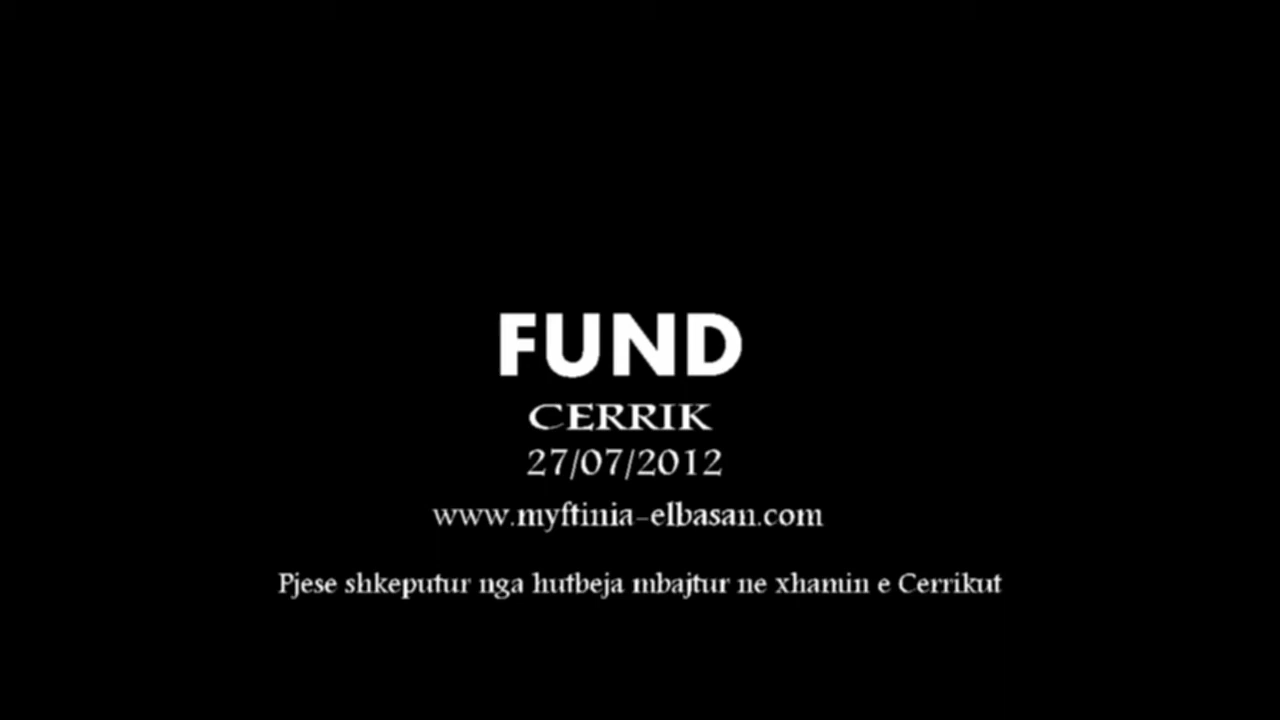 FUND
CERRIK
27/07/2012
www.myftinia-elbasan.com
Pjese shkeputur nga hutbeja mbajtur ne xhamin e Cerrikut